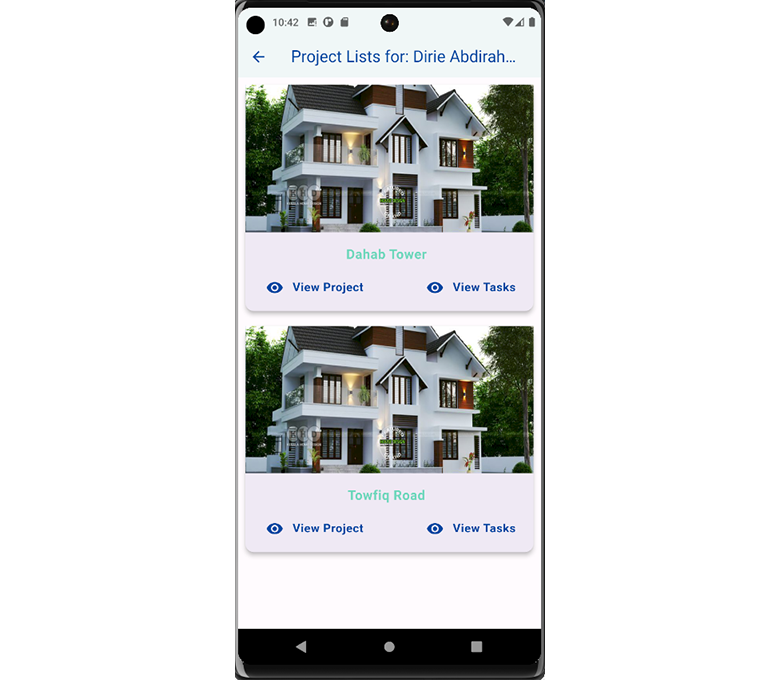 10:42
Project Lists for: Dirie Abdirah...
Dahab Tower
View Project
View Tasks
Towfiq Road
View Project
View Tasks